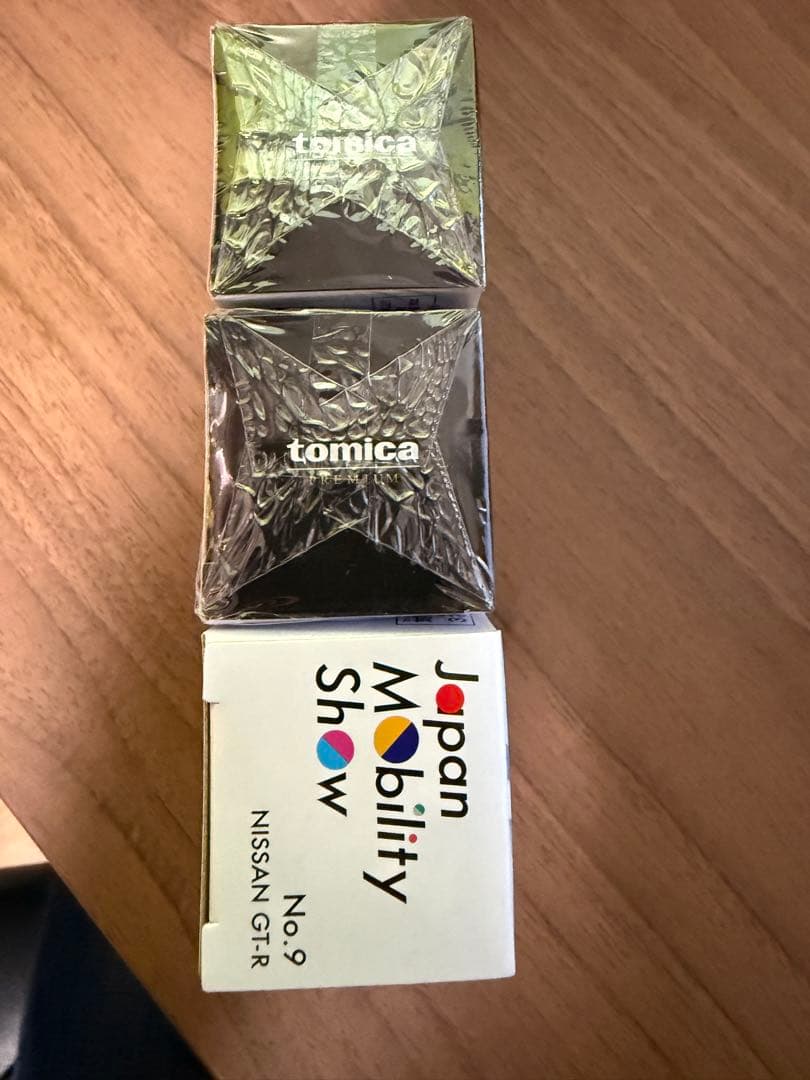 tomica
tomica
PREMIUM
Japan
Mobility
Show
No.9
NISSAN GT-R